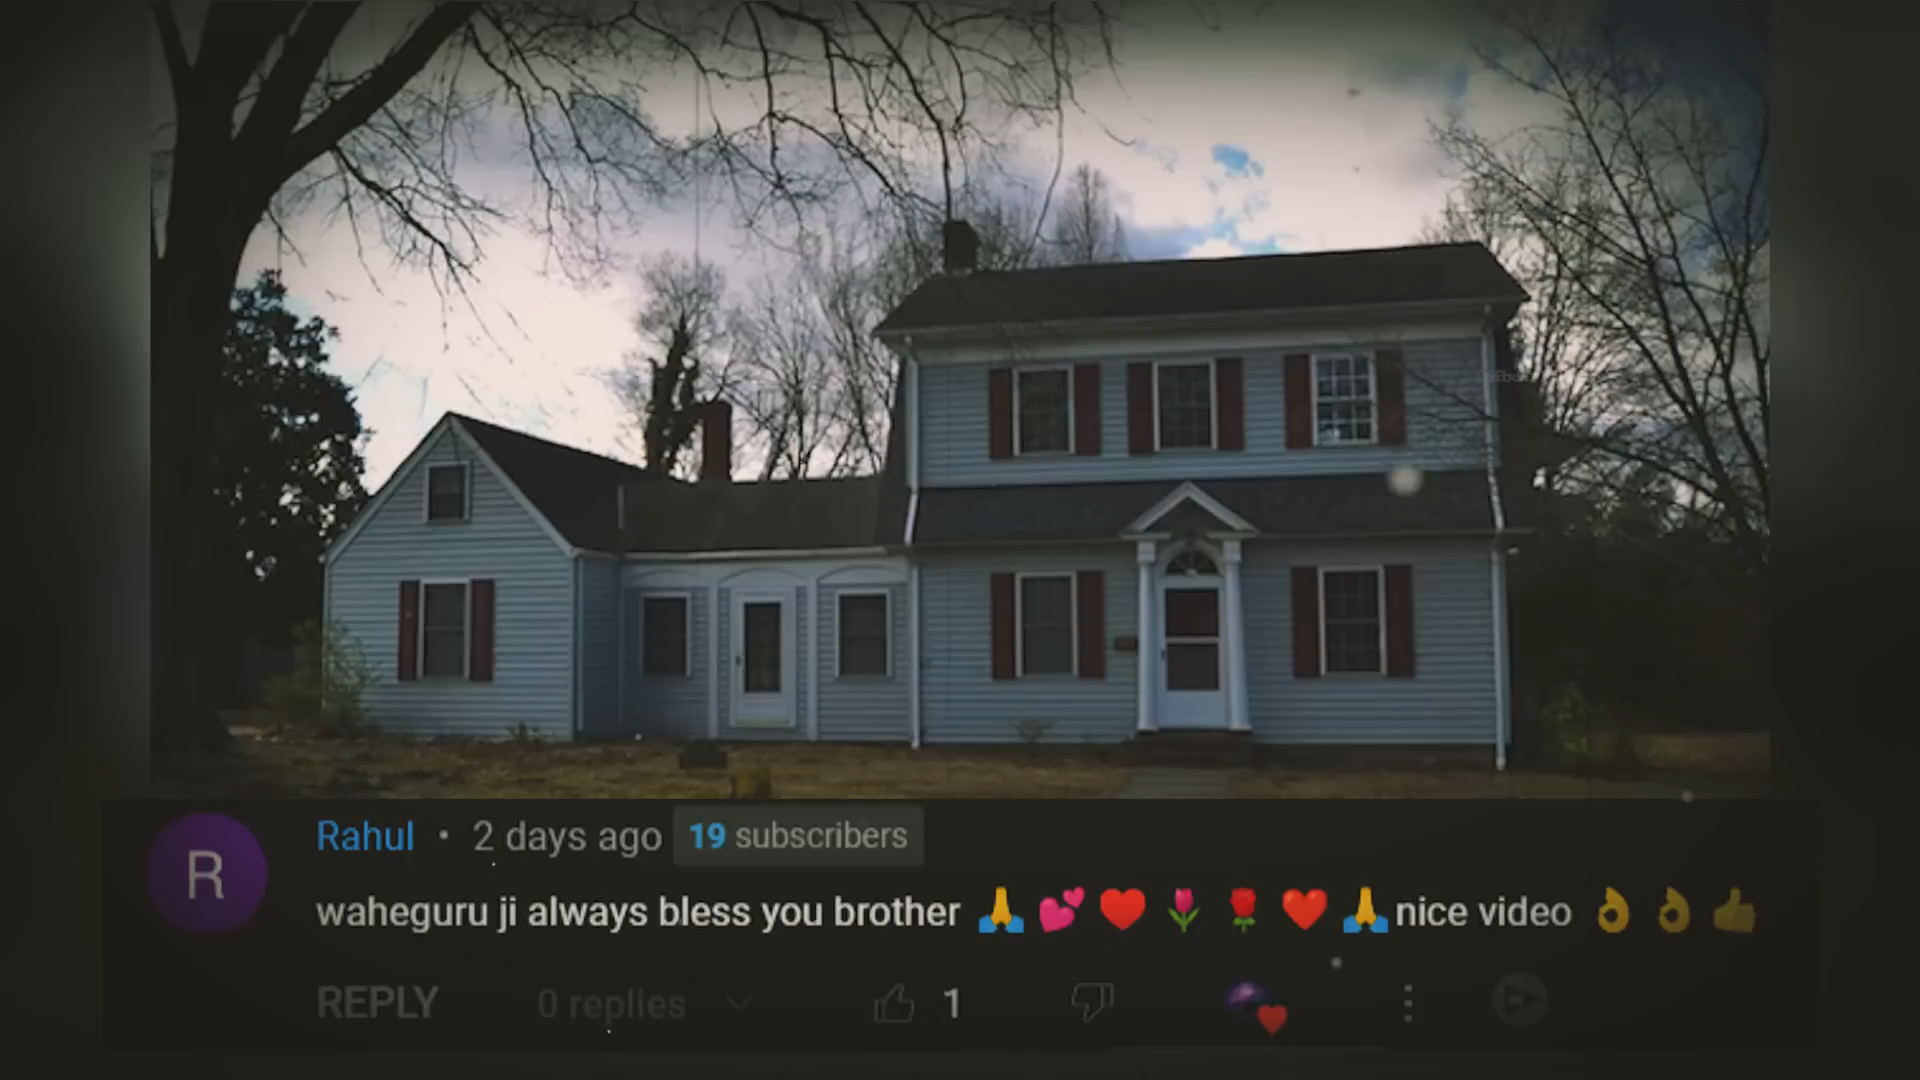 R
Rahul • 2 days ago 19 subscribers
waheguru ji always bless you brother 🙏 💕 ♥️ 🌷 🌹 ❤️ 🙏 nice video 👌 👌 👍
REPLY 0 replies 1